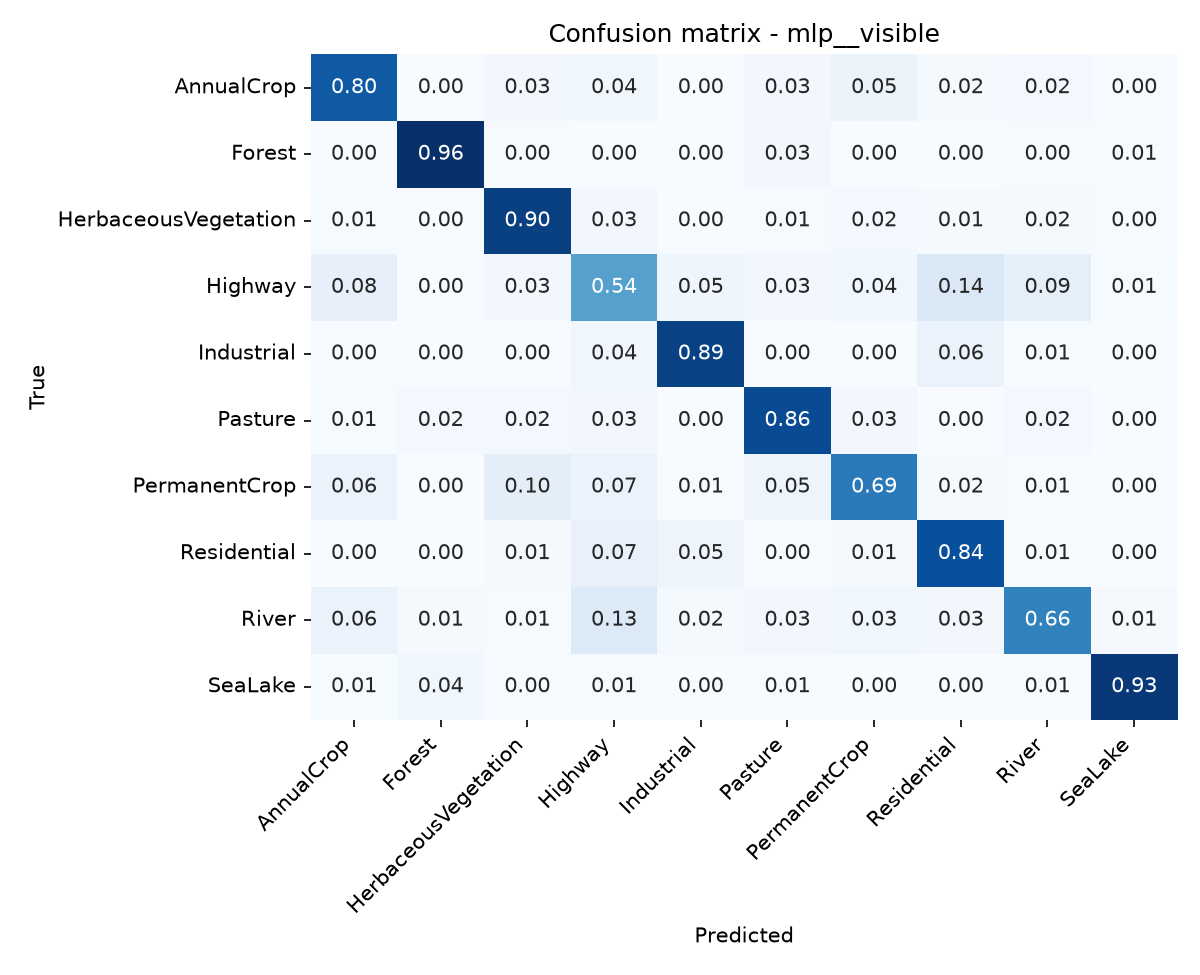 Confusion matrix - mlp__visible
AnnualCrop 0.80 0.00 0.03 0.04 0.00 0.03 0.05 0.02 0.02 0.00
Forest 0.00 0.96 0.00 0.00 0.00 0.03 0.00 0.00 0.00 0.01
HerbaceousVegetation 0.01 0.00 0.90 0.03 0.00 0.01 0.02 0.01 0.02 0.00
Highway 0.08 0.00 0.03 0.54 0.05 0.03 0.04 0.14 0.09 0.01
Industrial 0.00 0.00 0.00 0.04 0.89 0.00 0.00 0.06 0.01 0.00
Pasture 0.01 0.02 0.02 0.03 0.00 0.86 0.03 0.00 0.02 0.00
PermanentCrop 0.06 0.00 0.10 0.07 0.01 0.05 0.69 0.02 0.01 0.00
Residential 0.00 0.00 0.01 0.07 0.05 0.00 0.01 0.84 0.01 0.00
River 0.06 0.01 0.01 0.13 0.02 0.03 0.03 0.03 0.66 0.01
SeaLake 0.01 0.04 0.00 0.01 0.00 0.01 0.00 0.00 0.01 0.93
True
AnnualCrop Forest HerbaceousVegetation Highway Industrial Pasture PermanentCrop Residential River SeaLake
Predicted